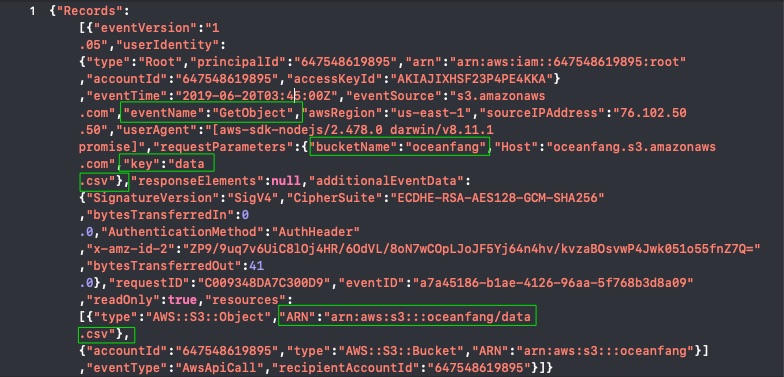 1 {"Records":
[{"eventVersion":"1
.05","userIdentity":
{"type":"Root","principalId":"647548619895","arn":"arn:aws:iam::647548619895:root"
,"accountId":"647548619895","accessKeyId":"AKIAJIXHSF23P4PE4KKA"}
,"eventTime":"2019-06-20T03:45:00Z","eventSource":"s3.amazonaws
.com","eventName":"GetObject","awsRegion":"us-east-1","sourceIPAddress":"76.102.50
.50","userAgent":"[aws-sdk-nodejs/2.478.0 darwin/v8.11.1
promise]","requestParameters":{"bucketName":"oceanfang","Host":"oceanfang.s3.amazonaws
.com","key":"data
.csv"},"responseElements":null,"additionalEventData":
{"SignatureVersion":"SigV4","CipherSuite":"ECDHE-RSA-AES128-GCM-SHA256"
,"bytesTransferredIn":0
.0,"AuthenticationMethod":"AuthHeader"
,"x-amz-id-2":"ZP9/9uq7v6UiC8lOj4HR/6OdVL/8oN7wCOpLJoJF5Yj64n4hv/kvzaBOsvwP4Jwk051o55fnZ7Q="
,"bytesTransferredOut":41
.0},"requestID":"C009348DA7C300D9","eventID":"a7a45186-b1ae-4126-96aa-5f768b3d8a09"
,"readOnly":true,"resources":
[{"type":"AWS::S3::Object","ARN":"arn:aws:s3:::oceanfang/data
.csv"},
{"accountId":"647548619895","type":"AWS::S3::Bucket","ARN":"arn:aws:s3:::oceanfang"}]
,"eventType":"AwsApiCall","recipientAccountId":"647548619895"}]}